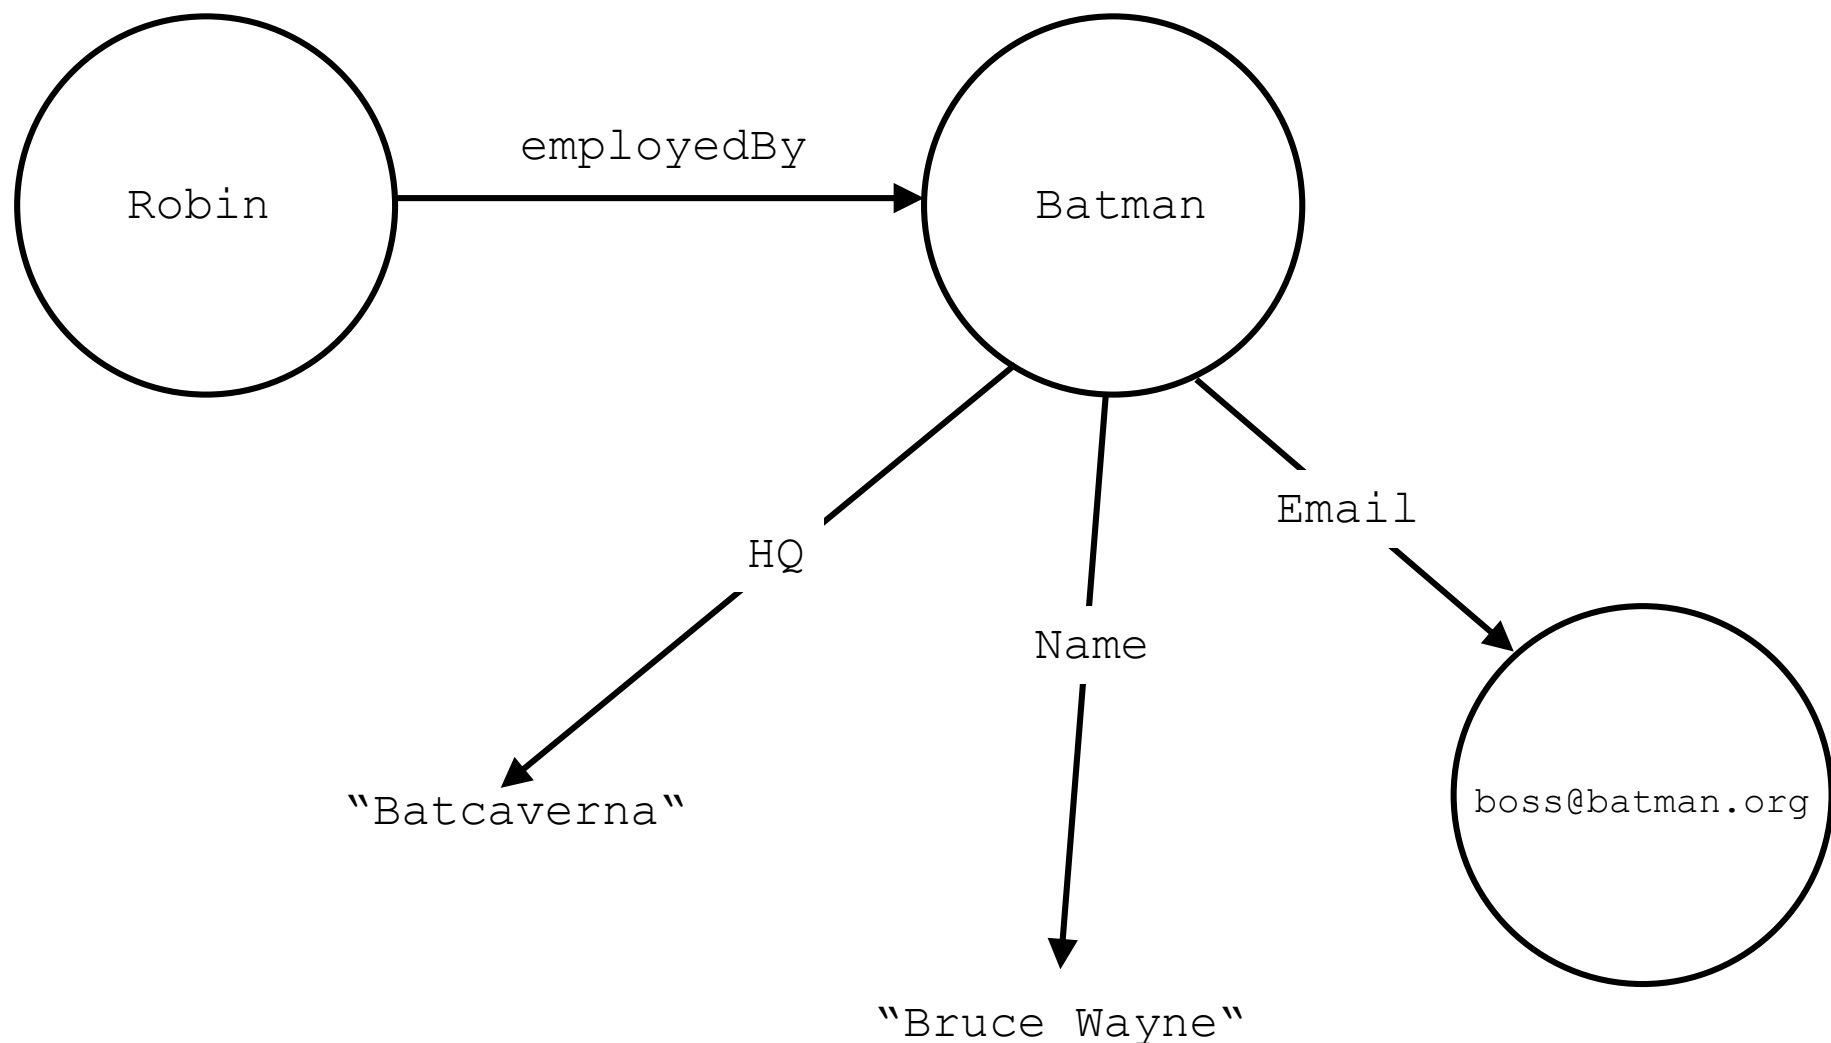 employedBy
Robin
Batman
Email
HQ
Name
boss@batman.org
“Batcaverna“
“Bruce Wayne“